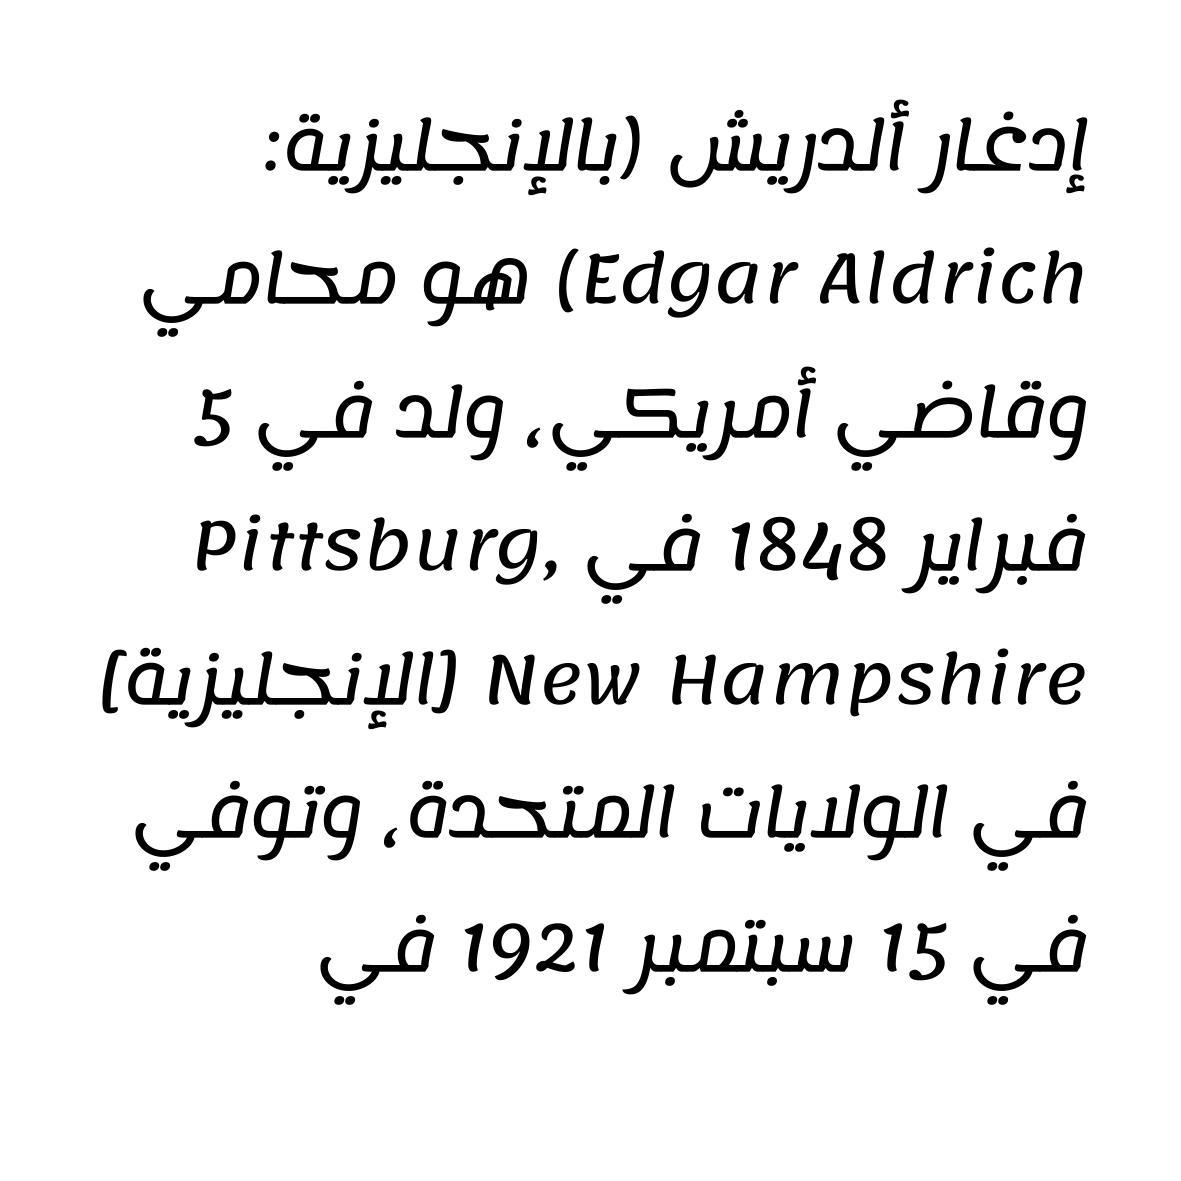 إدغار ألدريش (بالإنجليزية:
Edgar Aldrich) هو محامي
وقاضي أمريكي، ولد في 5
فبراير 1848 في Pittsburg,
New Hampshire [الإنجليزية]
في الولايات المتحدة، وتوفي
في 15 سبتمبر 1921 في